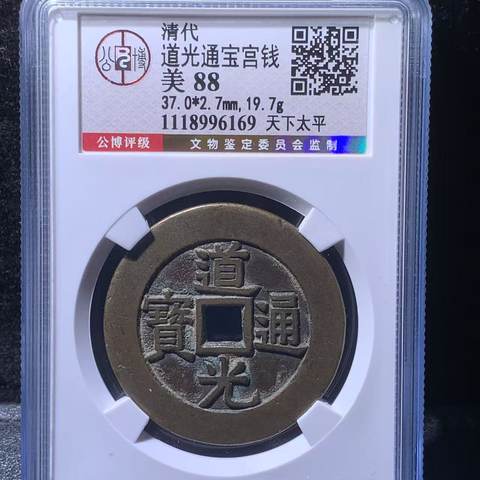 公博
清代
道光通宝宫钱
美 88
37.0*2.7mm,19.7g
1118996169 天下太平
公博评级 文物鉴定委员会监制
道
寶 通
光